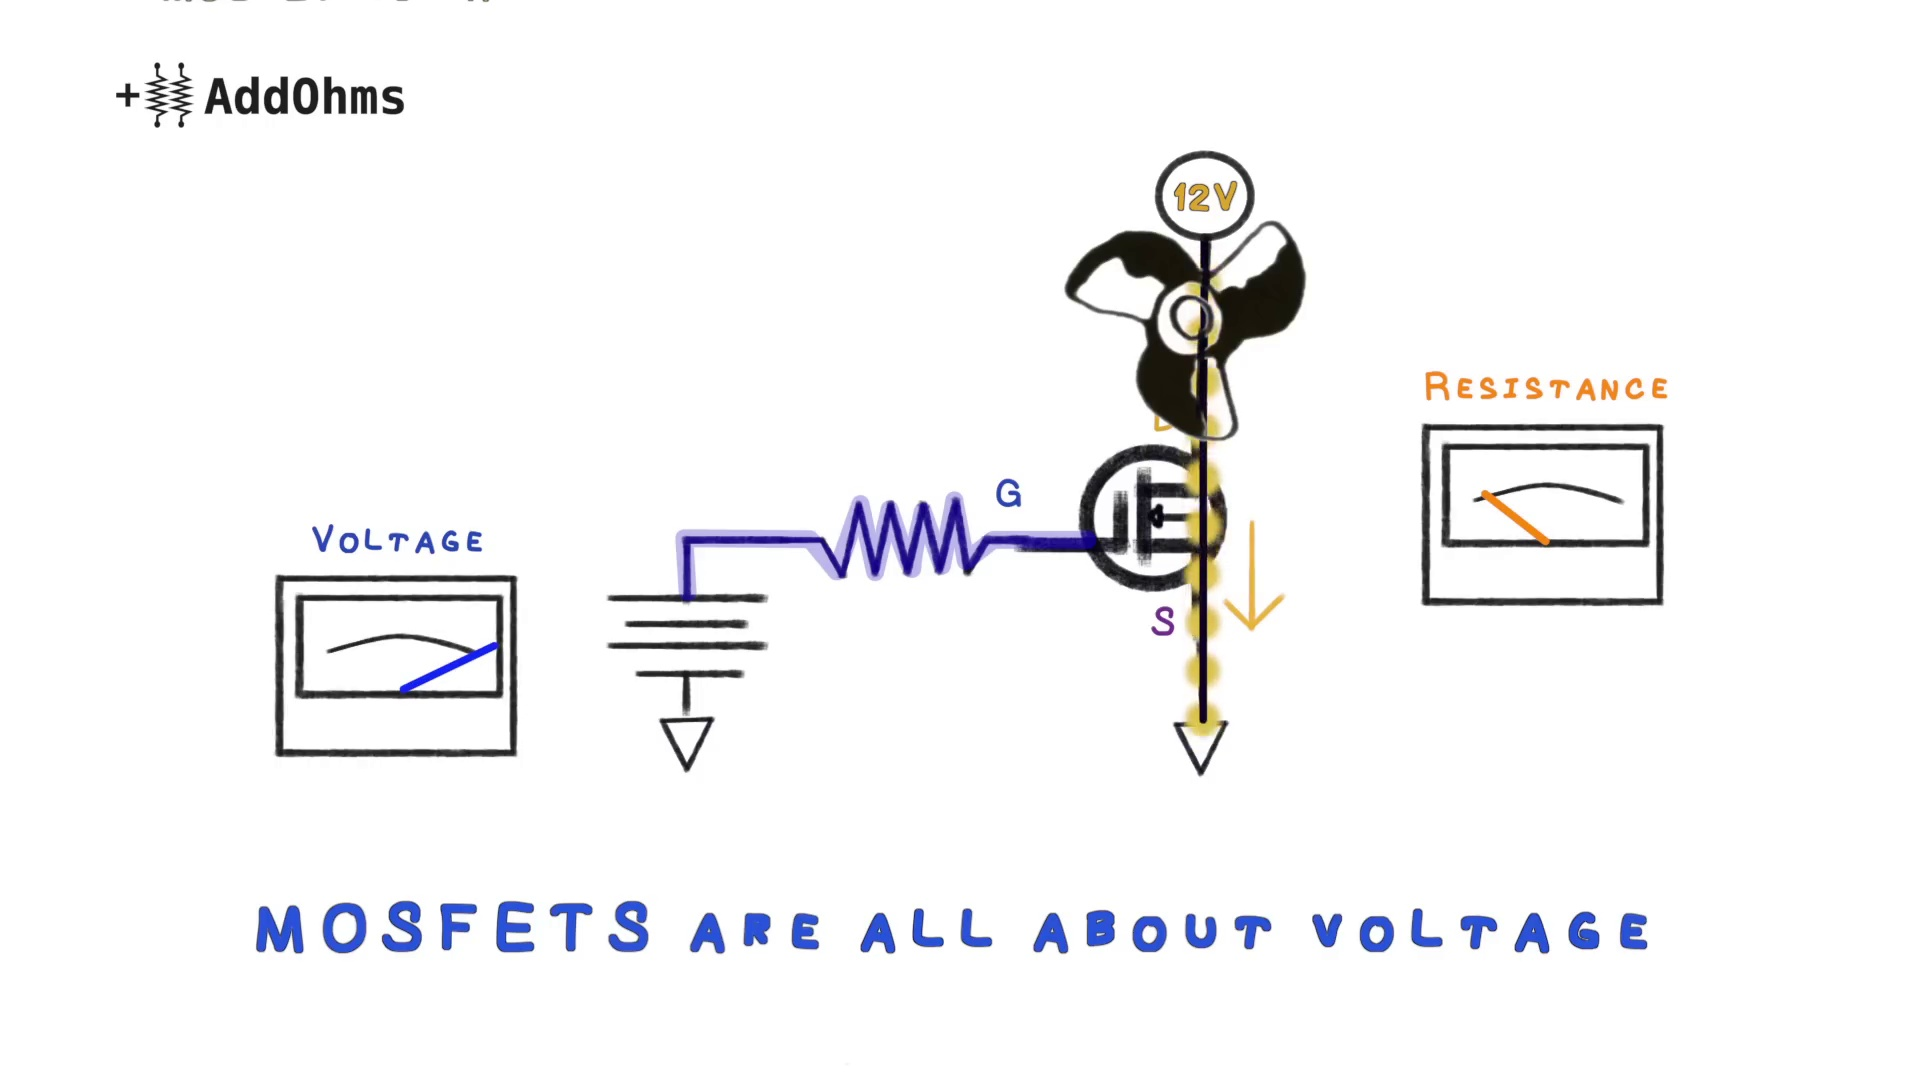 + AddOhms
12V
RESISTANCE
G
VOLTAGE
S
MOSFETS ARE ALL ABOUT VOLTAGE